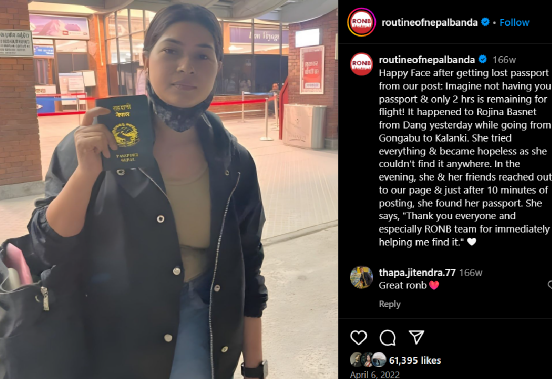 routineofnepalbanda • Follow
RONB
routineofnepalbanda 166w
RONB
Happy Face after getting lost passport
from our post: Imagine not having you
passport & only 2 hrs is remaining for
flight! It happened to Rojina Basnet
from Dang yesterday while going from
Gongabu to Kalanki. She tried
everything & became hopeless as she
couldn't find it anywhere. In the
evening, she & her friends reached out
to our page & just after 10 minutes of
posting, she found her passport. She
says, "Thank you everyone and
especially RONB team for immediately
helping me find it." 🤍
thapa.jitendra.77 166w
Great ronb 💓
Reply
61,395 likes
April 6, 2022
नेपाल
PASSPORT